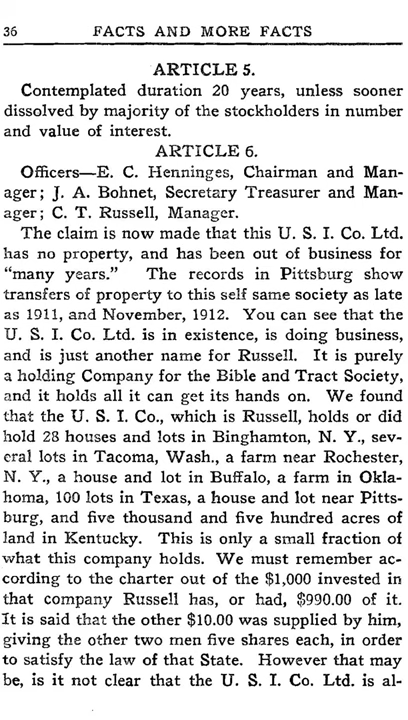 36 FACTS AND MORE FACTS
ARTICLE 5.
Contemplated duration 20 years, unless sooner
dissolved by majority of the stockholders in number
and value of interest.
ARTICLE 6.
Officers—E. C. Henninges, Chairman and Man-
ager; J. A. Bohnet, Secretary Treasurer and Man-
ager; C. T. Russell, Manager.
The claim is now made that this U. S. I. Co. Ltd.
has no property, and has been out of business for
"many years." The records in Pittsburg show
transfers of property to this self same society as late
as 1911, and November, 1912. You can see that the
U. S. I. Co. Ltd. is in existence, is doing business,
and is just another name for Russell. It is purely
a holding Company for the Bible and Tract Society,
and it holds all it can get its hands on. We found
that the U. S. I. Co., which is Russell, holds or did
hold 28 houses and lots in Binghamton, N. Y., sev-
eral lots in Tacoma, Wash., a farm near Rochester,
N. Y., a house and lot in Buffalo, a farm in Okla-
homa, 100 lots in Texas, a house and lot near Pitts-
burg, and five thousand and five hundred acres of
land in Kentucky. This is only a small fraction of
what this company holds. We must remember ac-
cording to the charter out of the $1,000 invested in
that company Russell has, or had, $990.00 of it.
It is said that the other $10.00 was supplied by him,
giving the other two men five shares each, in order
to satisfy the law of that State. However that may
be, is it not clear that the U. S. I. Co. Ltd. is al-